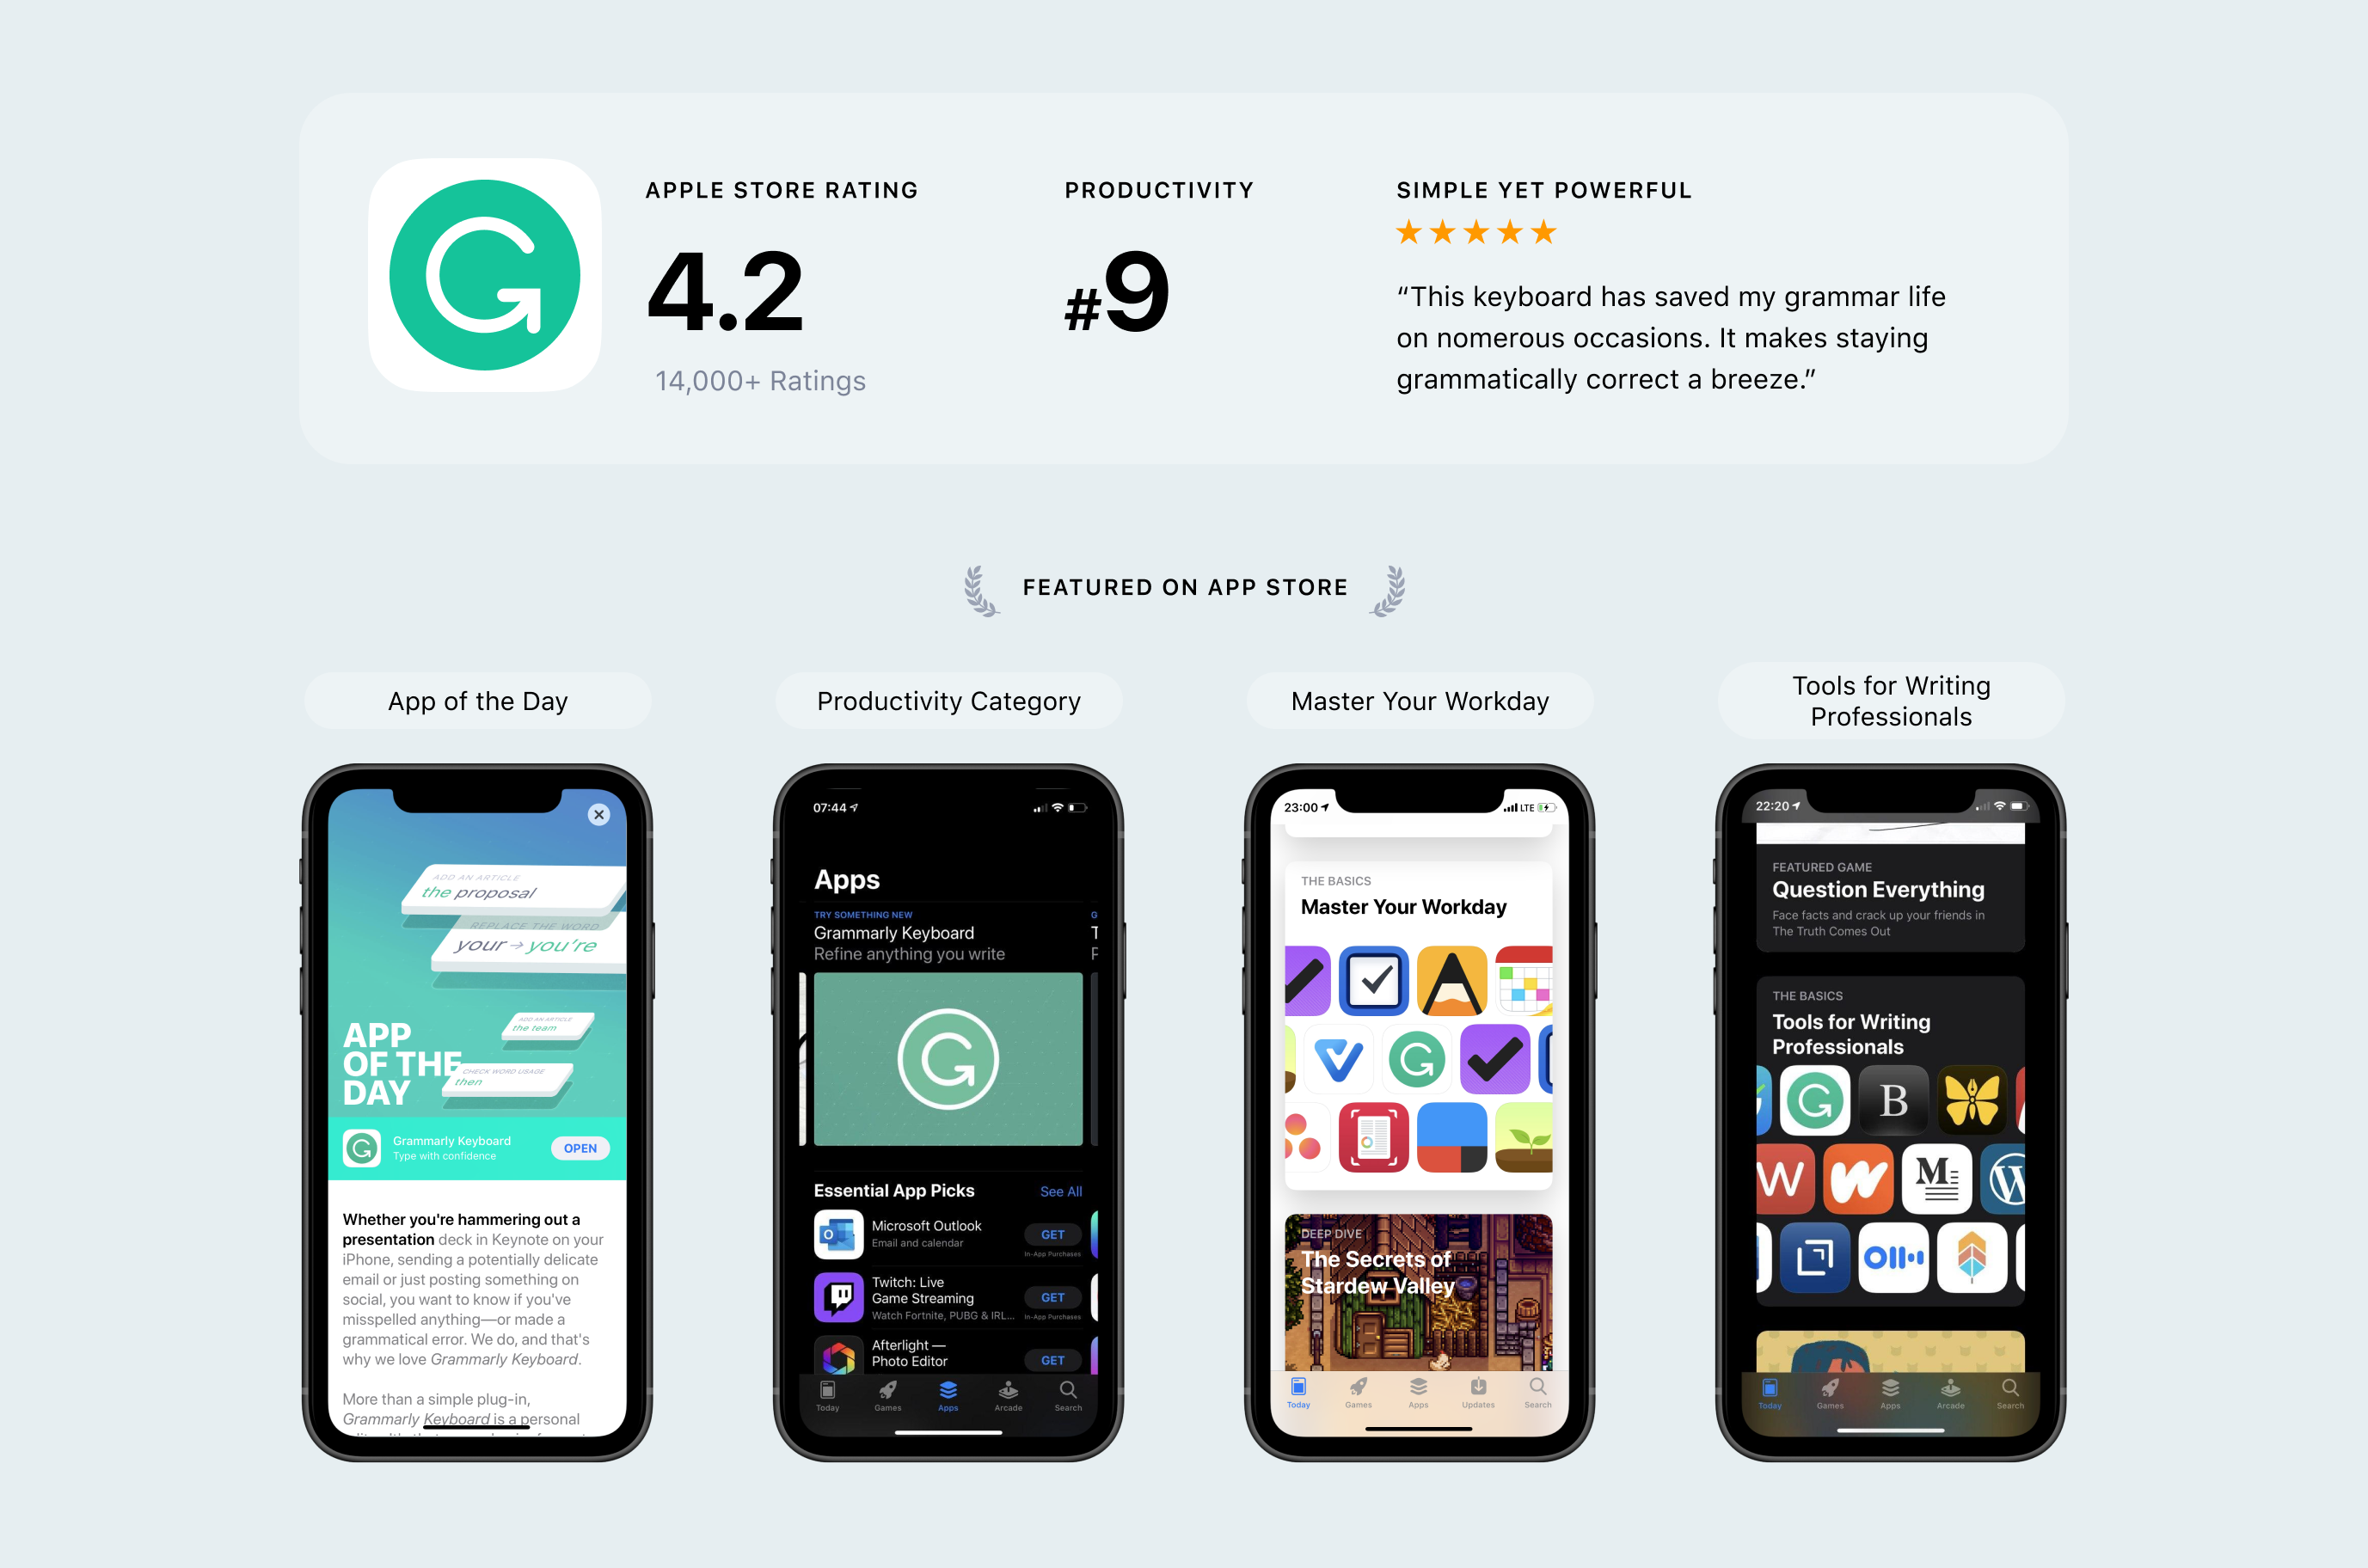 APPLE STORE RATING
4.2
14,000+ Ratings
PRODUCTIVITY
#9
SIMPLE YET POWERFUL
“This keyboard has saved my grammar life
on nomerous occasions. It makes staying
grammatically correct a breeze.”
FEATURED ON APP STORE
App of the Day
ADD AN ARTICLE
the proposal
REPLACE THE WORD
your → you're
ADD AN ARTICLE
the team
CHECK WORD USAGE
then
APP
OF THE
DAY
Grammarly Keyboard
Type with confidence
OPEN
Whether you're hammering out a
presentation deck in Keynote on your
iPhone, sending a potentially delicate
email or just posting something on
social, you want to know if you've
misspelled anything—or made a
grammatical error. We do, and that's
why we love Grammarly Keyboard.
More than a simple plug-in,
Grammarly Keyboard is a personal
Productivity Category
07:44
Apps
TRY SOMETHING NEW
Grammarly Keyboard
Refine anything you write
G
T
F
Essential App Picks
See All
Microsoft Outlook
Email and calendar
GET
In-App Purchases
Twitch: Live
Game Streaming
Watch Fortnite, PUBG & IRL...
GET
In-App Purchases
Afterlight —
Photo Editor
GET
Today Games Apps Arcade Search
Master Your Workday
23:00
LTE
THE BASICS
Master Your Workday
DEEP DIVE
The Secrets of
Stardew Valley
Today Games Apps Updates Search
Tools for Writing
Professionals
22:20
FEATURED GAME
Question Everything
Face facts and crack up your friends in
The Truth Comes Out
THE BASICS
Tools for Writing
Professionals
B
Today Games Apps Arcade Search